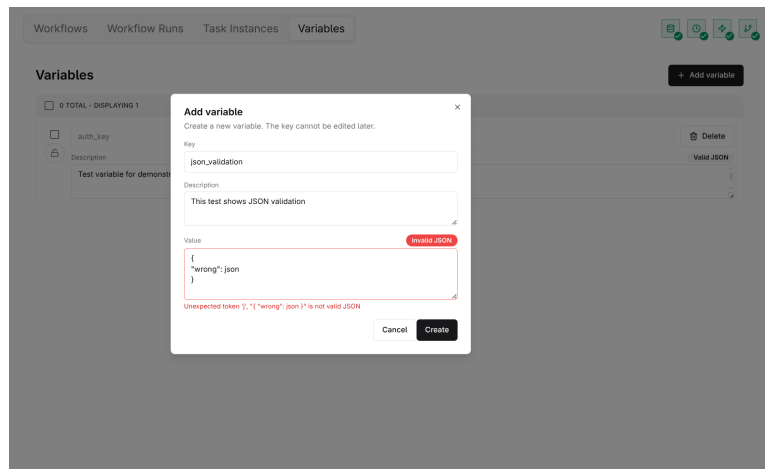 Workflows Workflow Runs Task Instances Variables
Variables
+ Add variable
0 TOTAL - DISPLAYING 1
auth_key
Delete
Description
Valid JSON
Test variable for demonstr
Add variable
Create a new variable. The key cannot be edited later.
Key
json_validation
Description
This test shows JSON validation
Value
Invalid JSON
{
"wrong": json
}
Unexpected token 'j', "{ "wrong": json }" is not valid JSON
Cancel
Create